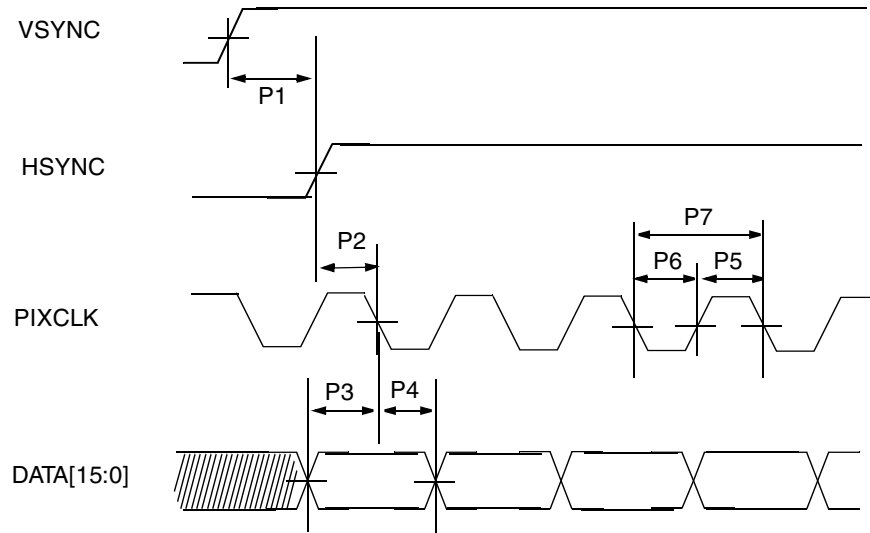 VSYNC
P1
HSYNC
P2
P7
P6
P5
PIXCLK
P3
P4
DATA[15:0]